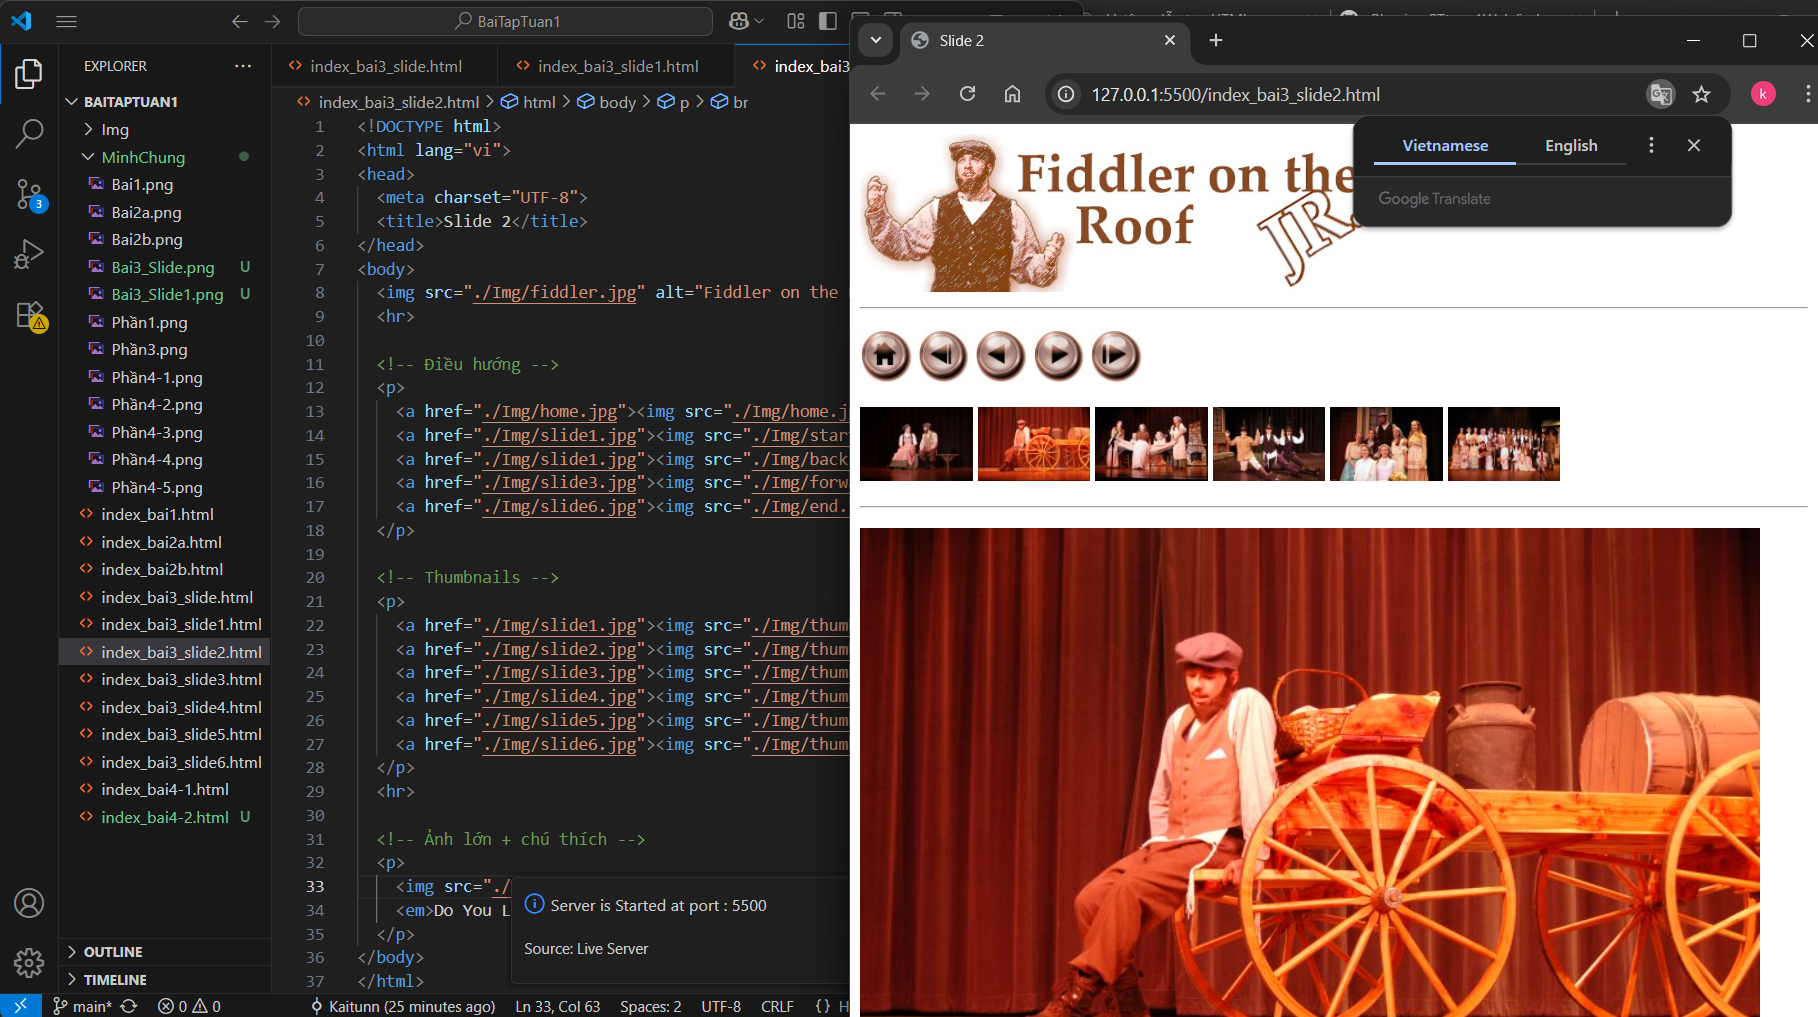 BaiTapTuan1
EXPLORER
BAITAPTUAN1
Img
MinhChung
Bai1.png
Bai2a.png
Bai2b.png
Bai3_Slide.png U
Bai3_Slide1.png U
Phần1.png
Phần3.png
Phần4-1.png
Phần4-2.png
Phần4-3.png
Phần4-4.png
Phần4-5.png
index_bai1.html
index_bai2a.html
index_bai2b.html
index_bai3_slide.html
index_bai3_slide1.html
index_bai3_slide2.html
index_bai3_slide3.html
index_bai3_slide4.html
index_bai3_slide5.html
index_bai3_slide6.html
index_bai4-1.html
index_bai4-2.html U
OUTLINE
TIMELINE
3
index_bai3_slide.html index_bai3_slide1.html index_bai3
index_bai3_slide2.html > html > body > p > br
1 <!DOCTYPE html>
2 <html lang="vi">
3 <head>
4 <meta charset="UTF-8">
5 <title>Slide 2</title>
6 </head>
7 <body>
8 <img src="./Img/fiddler.jpg" alt="Fiddler on the
9 <hr>
10
11 <!-- Điều hướng -->
12 <p>
13 <a href="./Img/home.jpg"><img src="./Img/home.jp
14 <a href="./Img/slide1.jpg"><img src="./Img/star
15 <a href="./Img/slide1.jpg"><img src="./Img/back
16 <a href="./Img/slide3.jpg"><img src="./Img/forw
17 <a href="./Img/slide6.jpg"><img src="./Img/end.
18 </p>
19
20 <!-- Thumbnails -->
21 <p>
22 <a href="./Img/slide1.jpg"><img src="./Img/thum
23 <a href="./Img/slide2.jpg"><img src="./Img/thum
24 <a href="./Img/slide3.jpg"><img src="./Img/thum
25 <a href="./Img/slide4.jpg"><img src="./Img/thum
26 <a href="./Img/slide5.jpg"><img src="./Img/thum
27 <a href="./Img/slide6.jpg"><img src="./Img/thum
28 </p>
29 <hr>
30
31 <!-- Ảnh lớn + chú thích -->
32 <p>
33 <img src="./
34 <em>Do You L
35 </p>
36 </body>
37 </html>
Server is Started at port : 5500
Source: Live Server
main* 0 0 Kaitunn (25 minutes ago) Ln 33, Col 63 Spaces: 2 UTF-8 CRLF {} H
Slide 2
127.0.0.1:5500/index_bai3_slide2.html
k
Vietnamese English
Google Translate
Fiddler on the
Roof
JR.